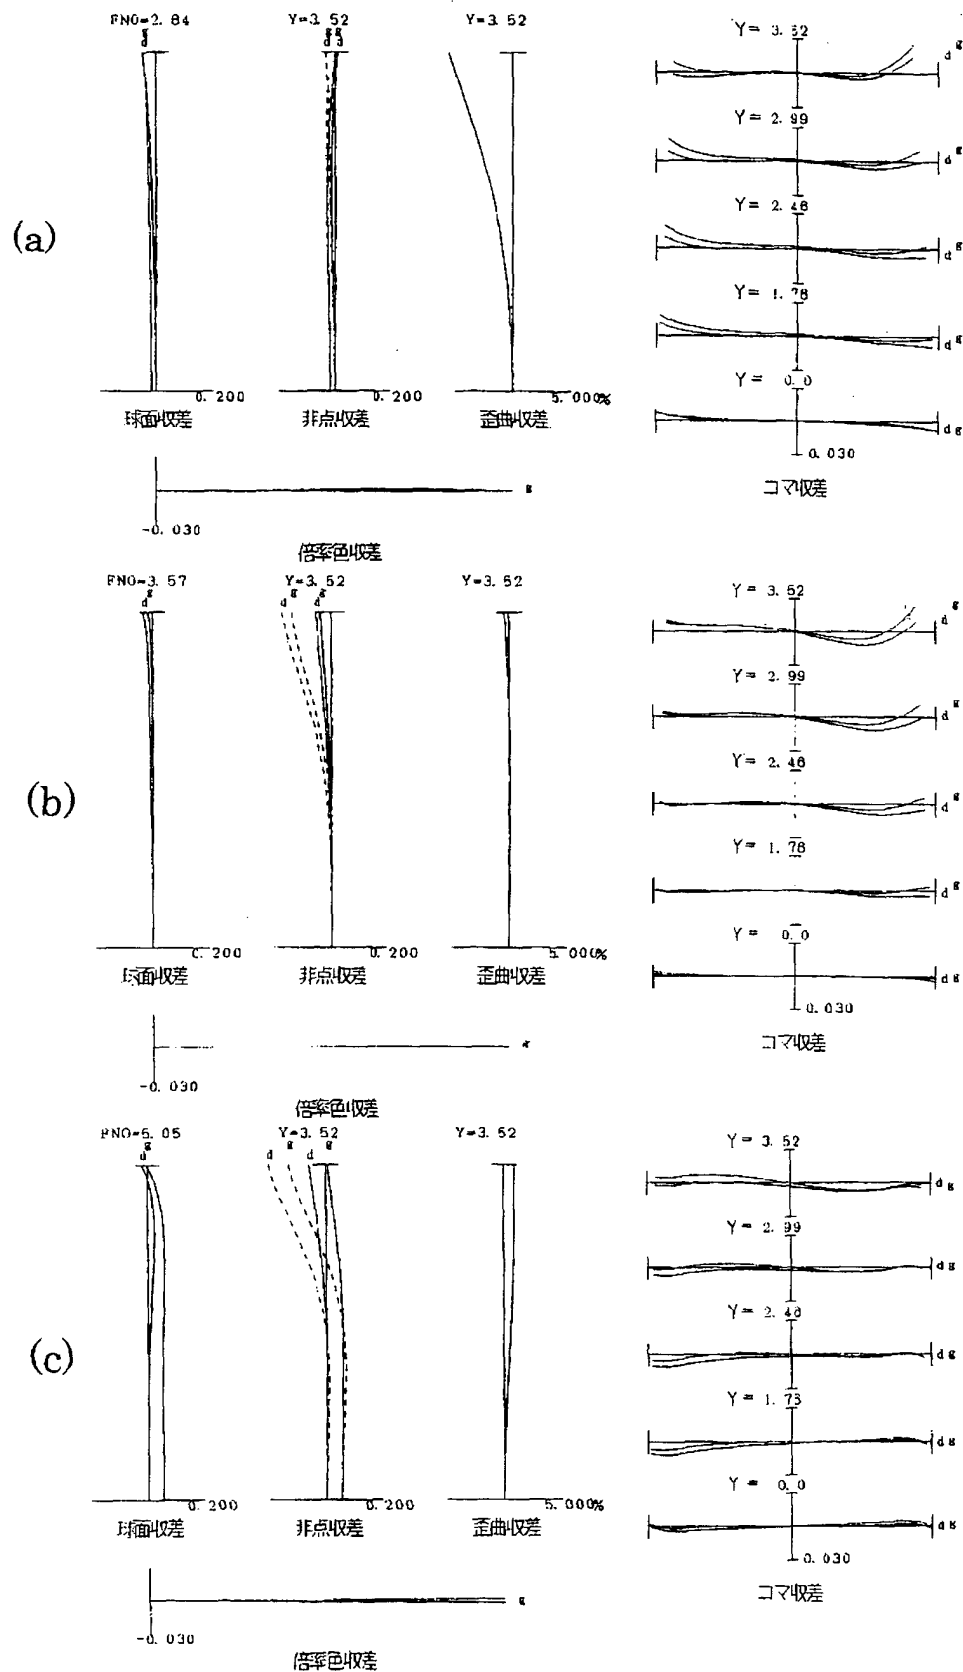 (a)
FNO=2.84
g
d
0.200
球面収差
Y=3.52
g g
d d
0.200
非点収差
Y=3.52
5.000%
歪曲収差
-0.030
g
倍率色収差
Y= 3.52
d g
Y= 2.99
d g
Y= 2.46
d g
Y= 1.76
d g
Y= 0.0
d g
0.030
コマ収差
(b)
FNO=3.57
g
d
0.200
球面収差
Y=3.52
d g d g
0.200
非点収差
Y=3.52
5.000%
歪曲収差
-0.030
g
倍率色収差
Y= 3.52
d g
Y= 2.99
d g
Y= 2.46
d g
Y= 1.76
d g
Y= 0.0
d g
0.030
コマ収差
(c)
FNO=5.05
g
d
0.200
球面収差
Y=3.52
d g d g
0.200
非点収差
Y=3.52
5.000%
歪曲収差
-0.030
g
倍率色収差
Y= 3.52
d g
Y= 2.99
d g
Y= 2.46
d g
Y= 1.76
d g
Y= 0.0
d g
0.030
コマ収差